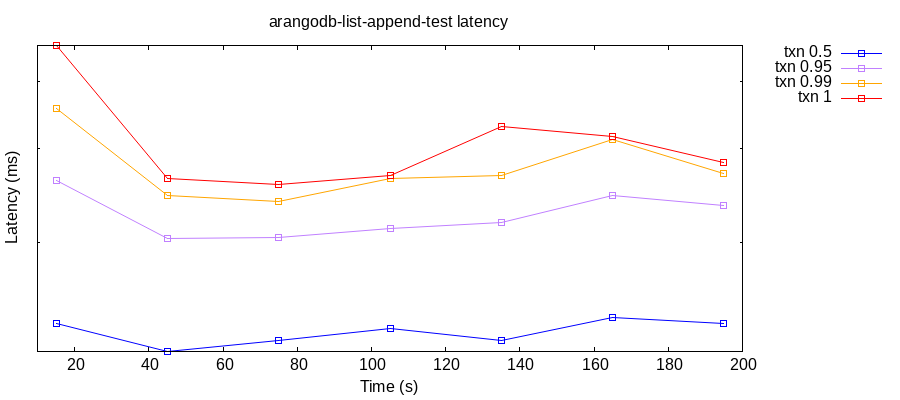 arangodb-list-append-test latency
txn 0.5
txn 0.95
txn 0.99
txn 1
Latency (ms)
20 40 60 80 100 120 140 160 180 200
Time (s)